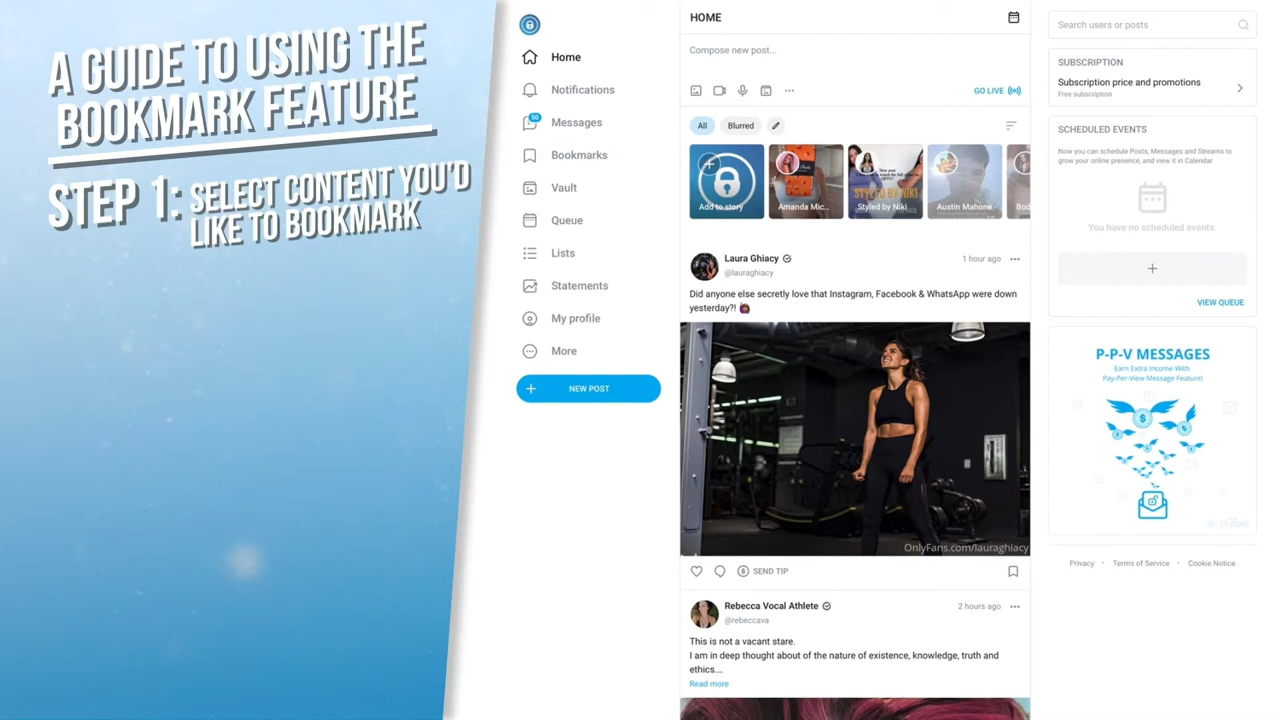 A GUIDE TO USING THE
BOOKMARK FEATURE
STEP 1: SELECT CONTENT YOU'D
LIKE TO BOOKMARK
Home
Notifications
50
Messages
Bookmarks
Vault
Queue
Lists
Statements
My profile
More
NEW POST
HOME
Compose new post...
GO LIVE
All
Blurred
Add to story
Amanda Mic...
Styled by Niki
Austin Mahone
Laura Ghiacy
1 hour ago
@lauraghiacy
Did anyone else secretly love that Instagram, Facebook & WhatsApp were down
yesterday?!
OnlyFans.com/lauraghiacy
SEND TIP
Rebecca Vocal Athlete
2 hours ago
@rebeccava
This is not a vacant stare.
I am in deep thought about of the nature of existence, knowledge, truth and
ethics....
Read more
Search users or posts
SUBSCRIPTION
Subscription price and promotions
Free subscription
SCHEDULED EVENTS
Now you can schedule Posts, Messages and Streams to
grow your online presence, and view it in Calendar
You have no scheduled events.
VIEW QUEUE
P-P-V MESSAGES
Earn Extra Income With
Pay-Per-View Message Feature!
Privacy · Terms of Service · Cookie Notice